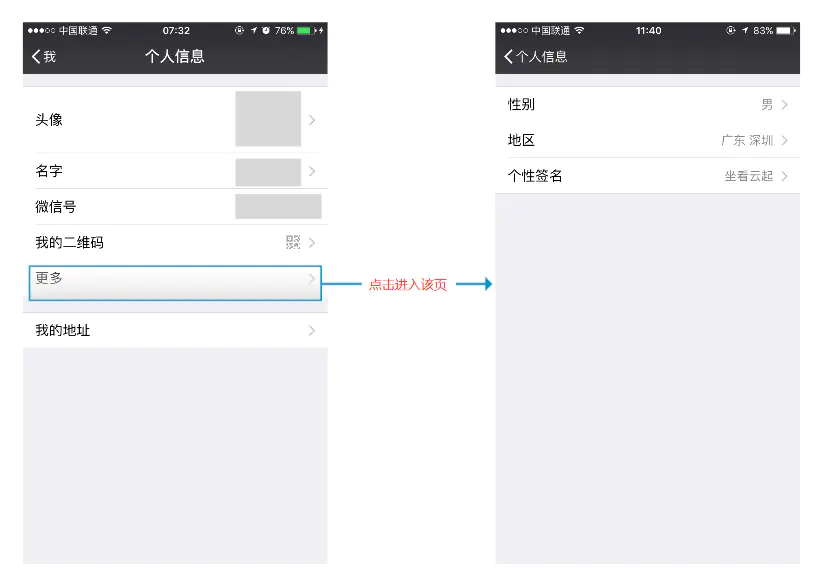 中国联通 07:32 76%
我 个人信息
头像
名字
微信号
我的二维码
更多
我的地址
点击进入该页
中国联通 11:40 83%
个人信息
性别 男
地区 广东 深圳
个性签名 坐看云起